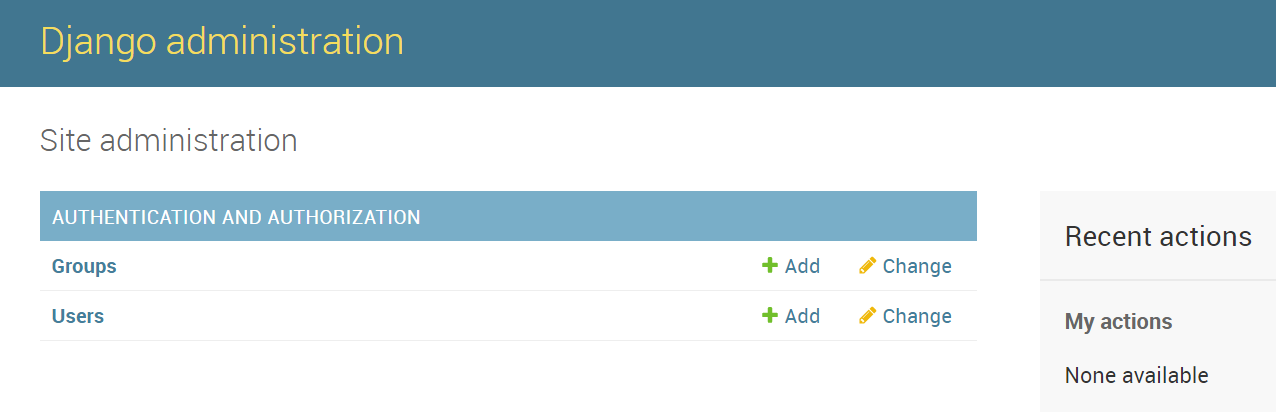 Django administration
Site administration
AUTHENTICATION AND AUTHORIZATION
Groups Add Change
Users Add Change
Recent actions
My actions
None available